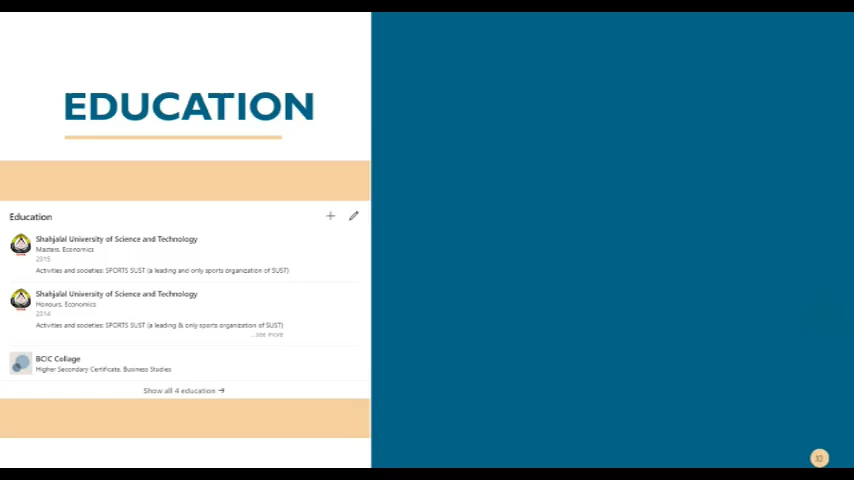 EDUCATION
Education
Shahjalal University of Science and Technology
Masters, Economics
2015
Activities and societies: SPORTS SUST (a leading and only sports organization of SUST)
Shahjalal University of Science and Technology
Honours, Economics
2014
Activities and societies: SPORTS SUST (a leading & only sports organization of SUST)
...see more
BCIC Collage
Higher Secondary Certificate, Business Studies
Show all 4 education →